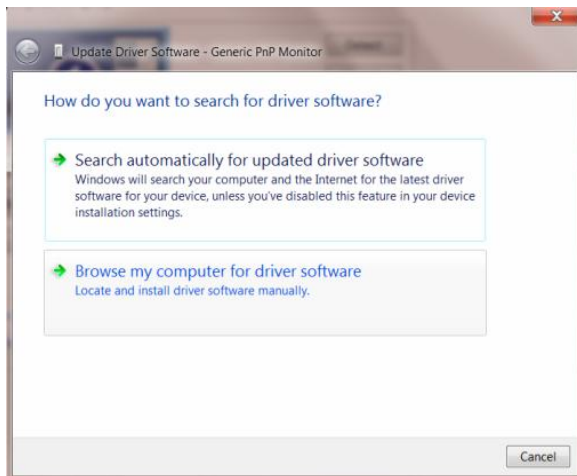 Update Driver Software - Generic PnP Monitor
How do you want to search for driver software?
Search automatically for updated driver software
Windows will search your computer and the Internet for the latest driver
software for your device, unless you've disabled this feature in your device
installation settings.
Browse my computer for driver software
Locate and install driver software manually.
Cancel